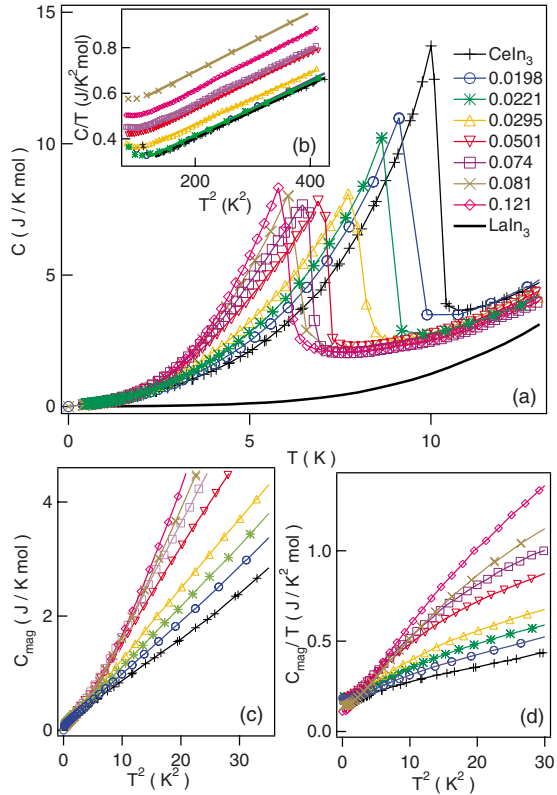 15
10
5
0
C ( J / K mol )
0
5
10
T ( K )
(a)
0.8
0.6
0.4
C/T (J/K²mol)
200
400
T² (K²)
(b)
CeIn₃
0.0198
0.0221
0.0295
0.0501
0.074
0.081
0.121
LaIn₃
4
2
0
C_mag ( J / K mol )
0
10
20
30
T² (K²)
(c)
1.0
0.5
0.0
C_mag / T ( J / K² mol )
0
10
20
30
T² (K²)
(d)